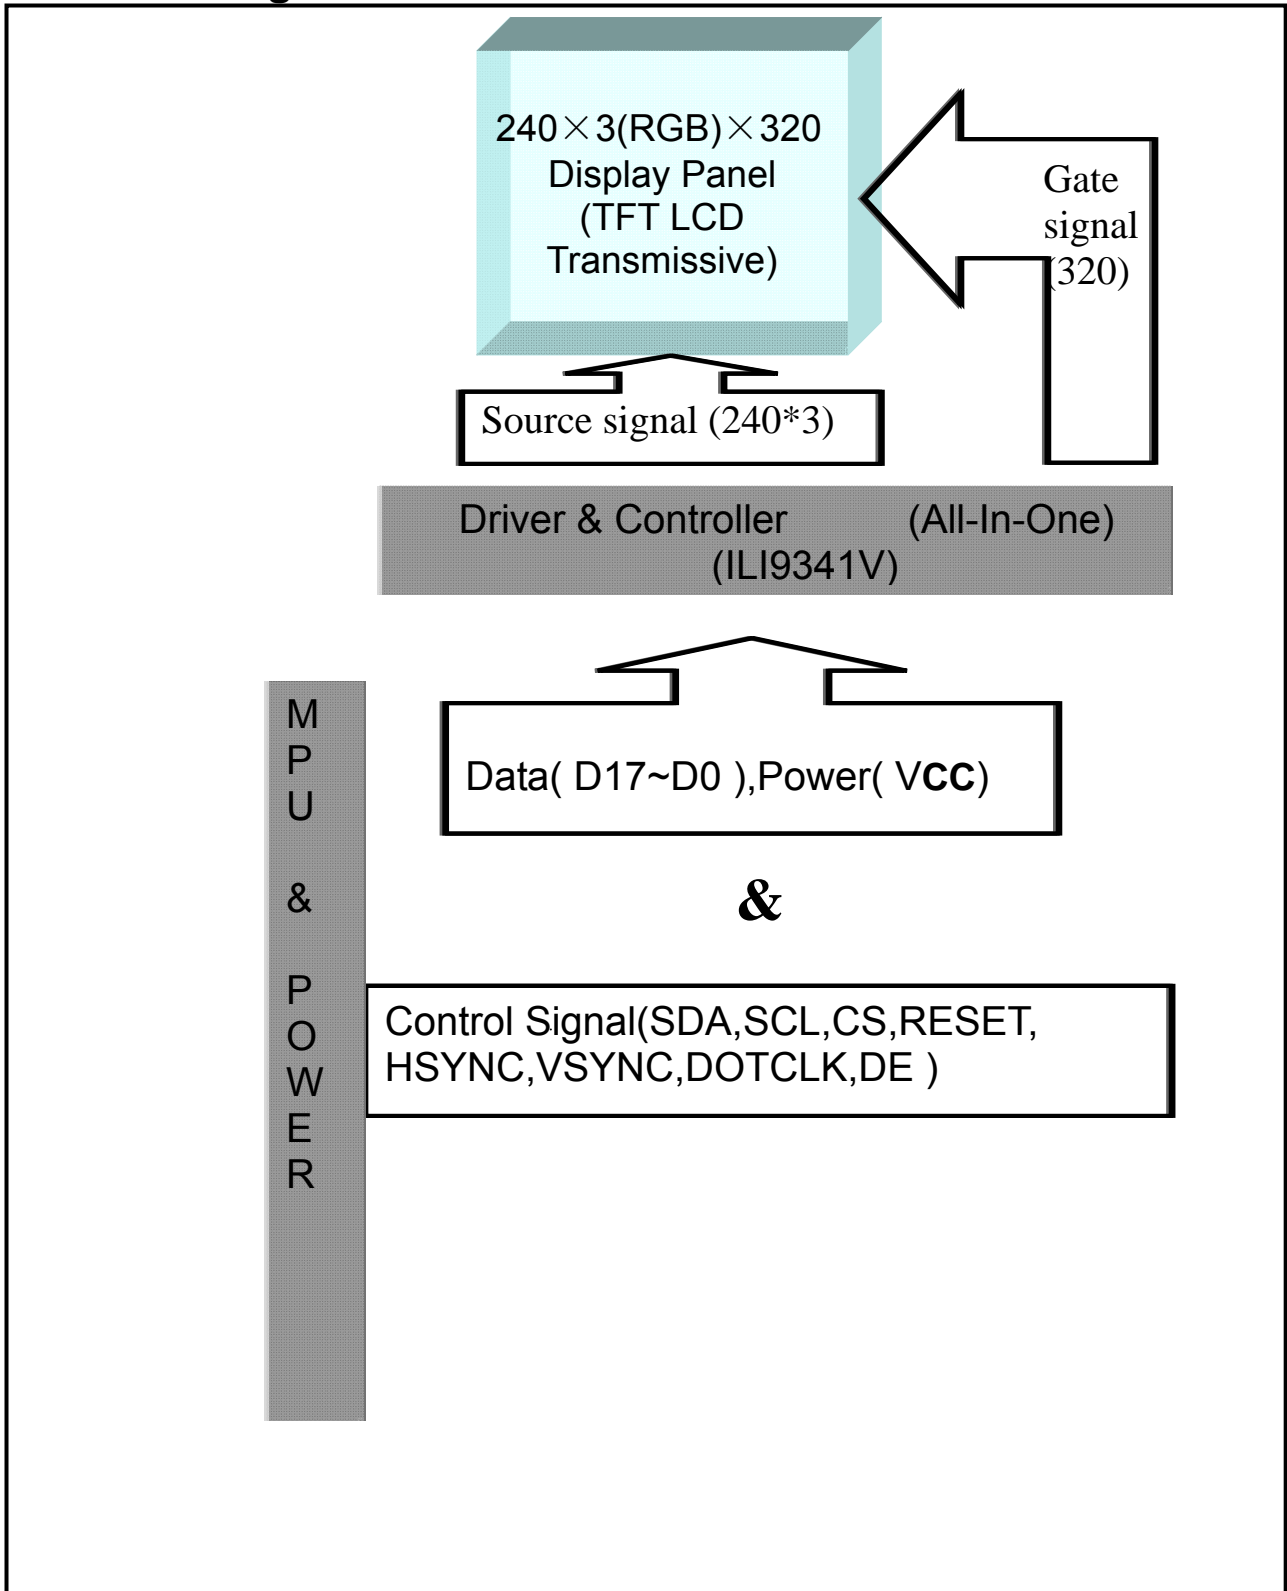 240×3(RGB)×320
Display Panel
(TFT LCD
Transmissive)
Gate
signal
(320)
Source signal (240*3)
Driver & Controller (All-In-One)
(ILI9341V)
M
P
U
&
P
O
W
E
R
Data( D17~D0 ),Power( VCC)
&
Control Signal(SDA,SCL,CS,RESET,
HSYNC,VSYNC,DOTCLK,DE )